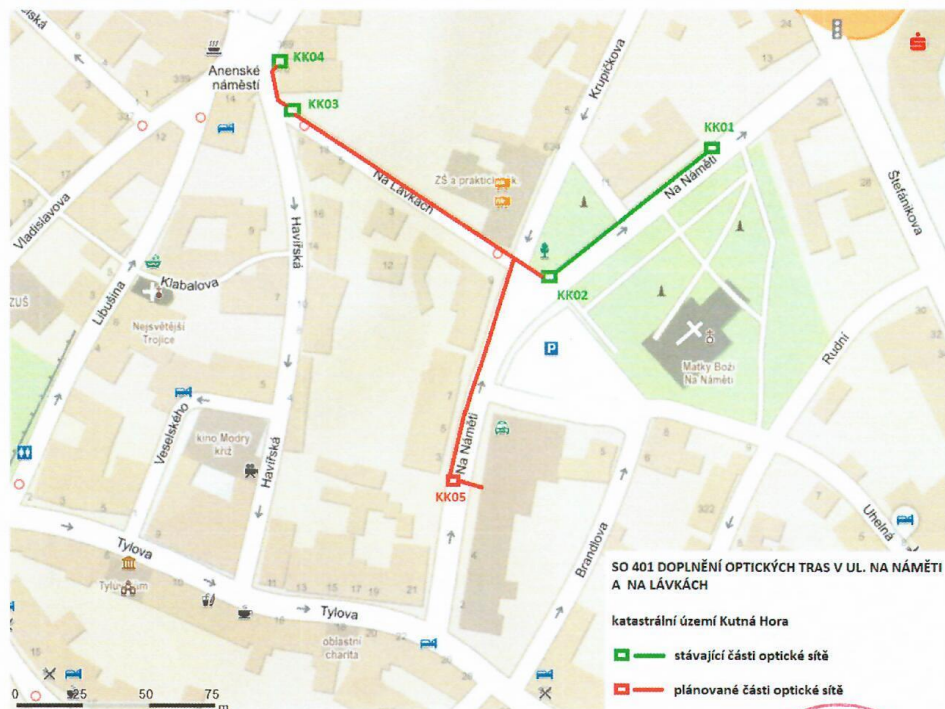 KK04
Anenské
náměstí
KK03
Krupičkova
KK01
Na Náměti
Štefánikova
ZŠ a praktická
Na Lávkách
Vladislavova
Havířská
KK02
Klabalova
Libušina
ZUŠ
Nejsvětější
Trojice
P
Matky Boží
Na Náměti
Rudní
Veselského
kino Modrý
kříž
Havířská
Na Náměti
KK05
Brandlova
Uhelná
Tylova
Tylova
oblastní
charita
SO 401 DOPLNĚNÍ OPTICKÝCH TRAS V UL. NA NÁMĚTI
A NA LÁVKÁCH
katastrální území Kutná Hora
stávající části optické sítě
plánované části optické sítě
0 25 50 75
m